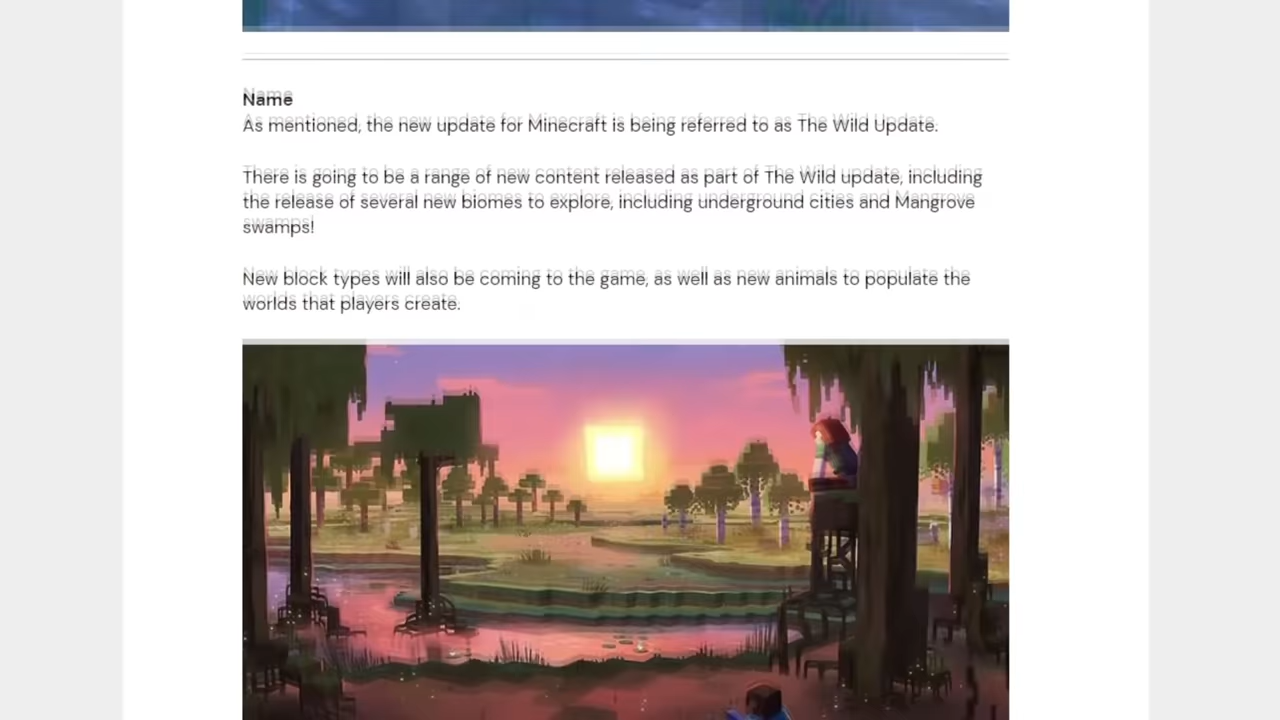 Name
As mentioned, the new update for Minecraft is being referred to as The Wild Update.
There is going to be a range of new content released as part of The Wild update, including
the release of several new biomes to explore, including underground cities and Mangrove
swamps!
New block types will also be coming to the game, as well as new animals to populate the
worlds that players create.